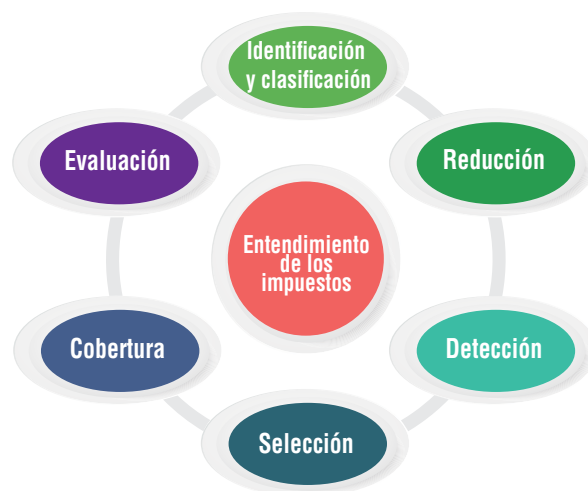 Identificación
y clasificación
Evaluación
Reducción
Entendimiento
de los
impuestos
Cobertura
Detección
Selección